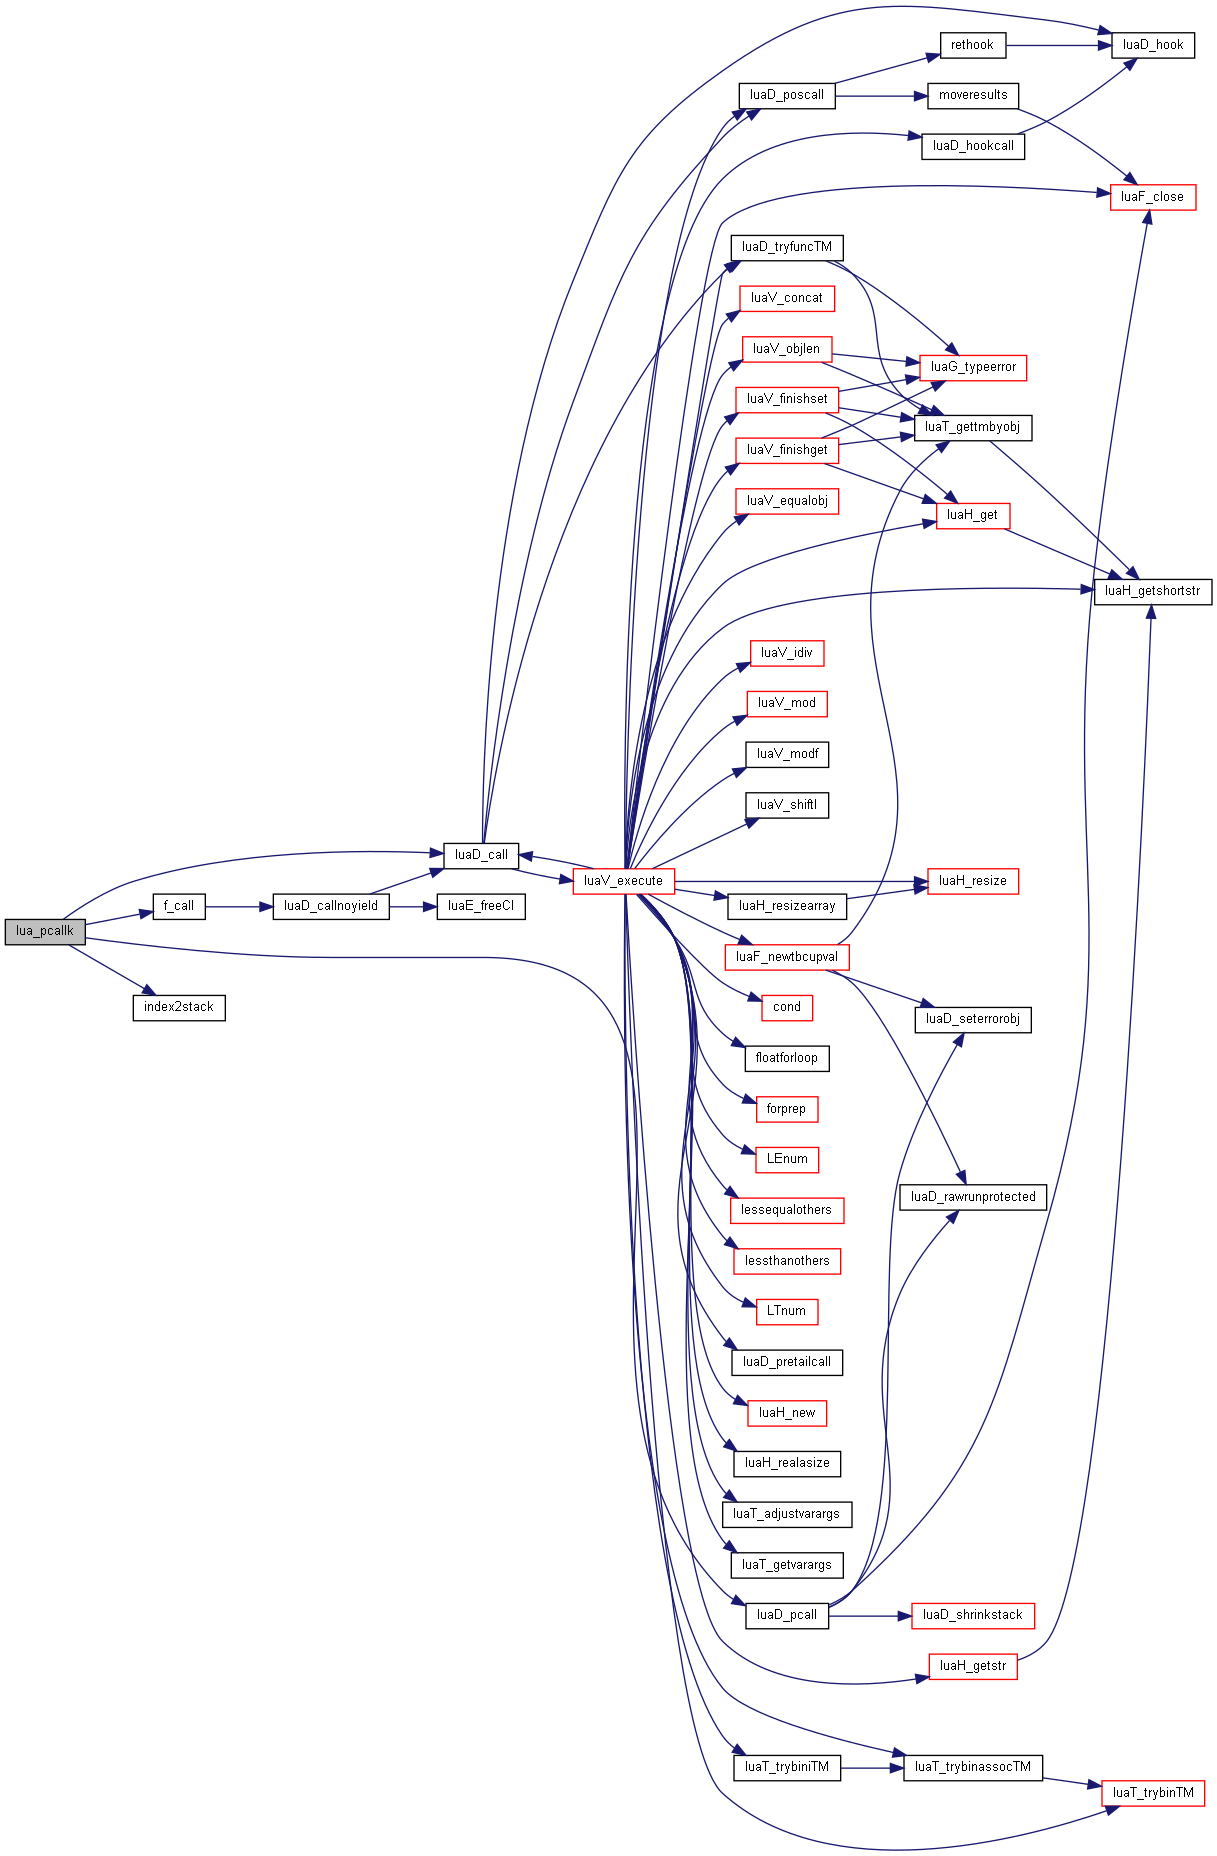 rethook
luaD_hook
luaD_poscall
moveresults
luaD_hookcall
luaF_close
luaD_tryfuncTM
luaV_concat
luaV_objlen
luaG_typeerror
luaV_finishset
luaT_gettmbyobj
luaV_finishget
luaV_equalobj
luaH_get
luaH_getshortstr
luaV_idiv
luaV_mod
luaV_modf
luaV_shiftl
luaD_call
luaV_execute
luaH_resize
f_call
luaD_callnoyield
luaE_freeCI
luaH_resizearray
lua_pcallk
luaF_newtbcupval
index2stack
cond
luaD_seterrorobj
floatforloop
forprep
LEnum
luaD_rawrunprotected
lessequalothers
lessthanothers
LTnum
luaD_pretailcall
luaH_new
luaH_realasize
luaT_adjustvarargs
luaT_getvarargs
luaD_pcall
luaD_shrinkstack
luaH_getstr
luaT_trybiniTM
luaT_trybinassocTM
luaT_trybinTM